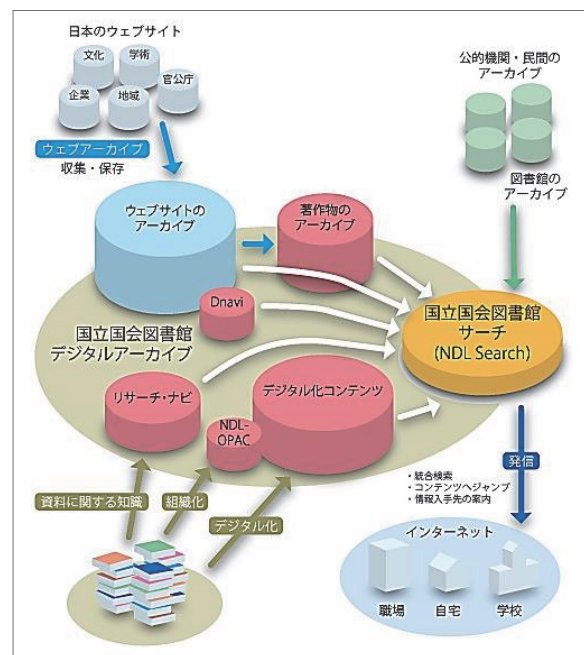 日本のウェブサイト
文化
学術
官公庁
企業
地域
ウェブアーカイブ
収集・保存
公的機関・民間の
アーカイブ
図書館の
アーカイブ
ウェブサイトの
アーカイブ
著作物の
アーカイブ
Dnavi
国立国会図書館
デジタルアーカイブ
国立国会図書館
サーチ
(NDL Search)
リサーチ・ナビ
NDL-
OPAC
デジタル化コンテンツ
資料に関する知識
組織化
デジタル化
発信
・統合検索
・コンテンツへジャンプ
・情報入手先の案内
インターネット
職場
自宅
学校